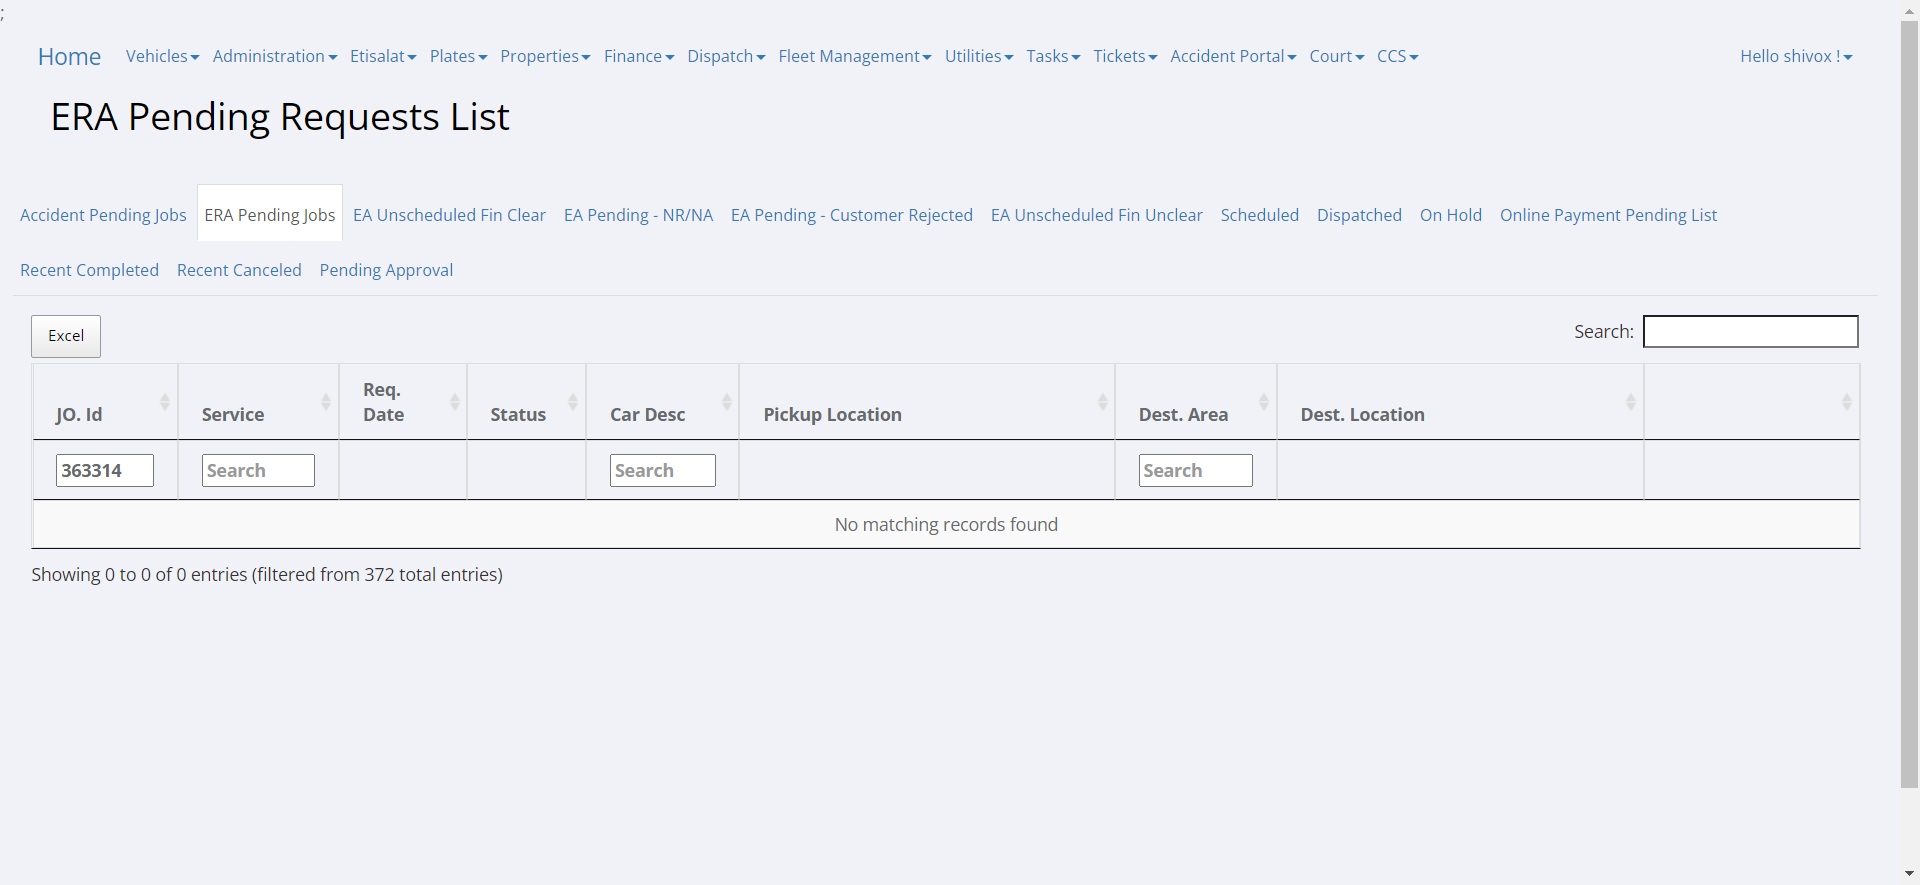 ;
Home Vehicles Administration Etisalat Plates Properties Finance Dispatch Fleet Management Utilities Tasks Tickets Accident Portal Court CCS Hello shivox !
ERA Pending Requests List
Accident Pending Jobs ERA Pending Jobs EA Unscheduled Fin Clear EA Pending - NR/NA EA Pending - Customer Rejected EA Unscheduled Fin Unclear Scheduled Dispatched On Hold Online Payment Pending List
Recent Completed Recent Canceled Pending Approval
Excel Search:
JO. Id Service Req. Date Status Car Desc Pickup Location Dest. Area Dest. Location
363314 Search Search Search
No matching records found
Showing 0 to 0 of 0 entries (filtered from 372 total entries)